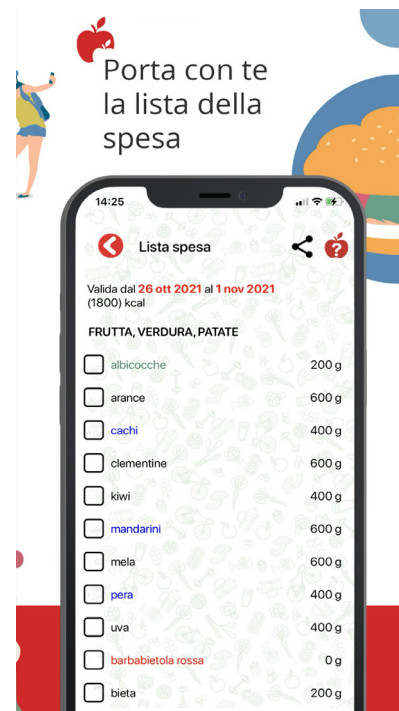 Porta con te
la lista della
spesa
14:25
Lista spesa
?
Valida dal 26 ott 2021 al 1 nov 2021
(1800) kcal
FRUTTA, VERDURA, PATATE
albicocche 200 g
arance 600 g
cachi 400 g
clementine 600 g
kiwi 400 g
mandarini 600 g
mela 600 g
pera 400 g
uva 400 g
barbabietola rossa 0 g
bieta 200 g